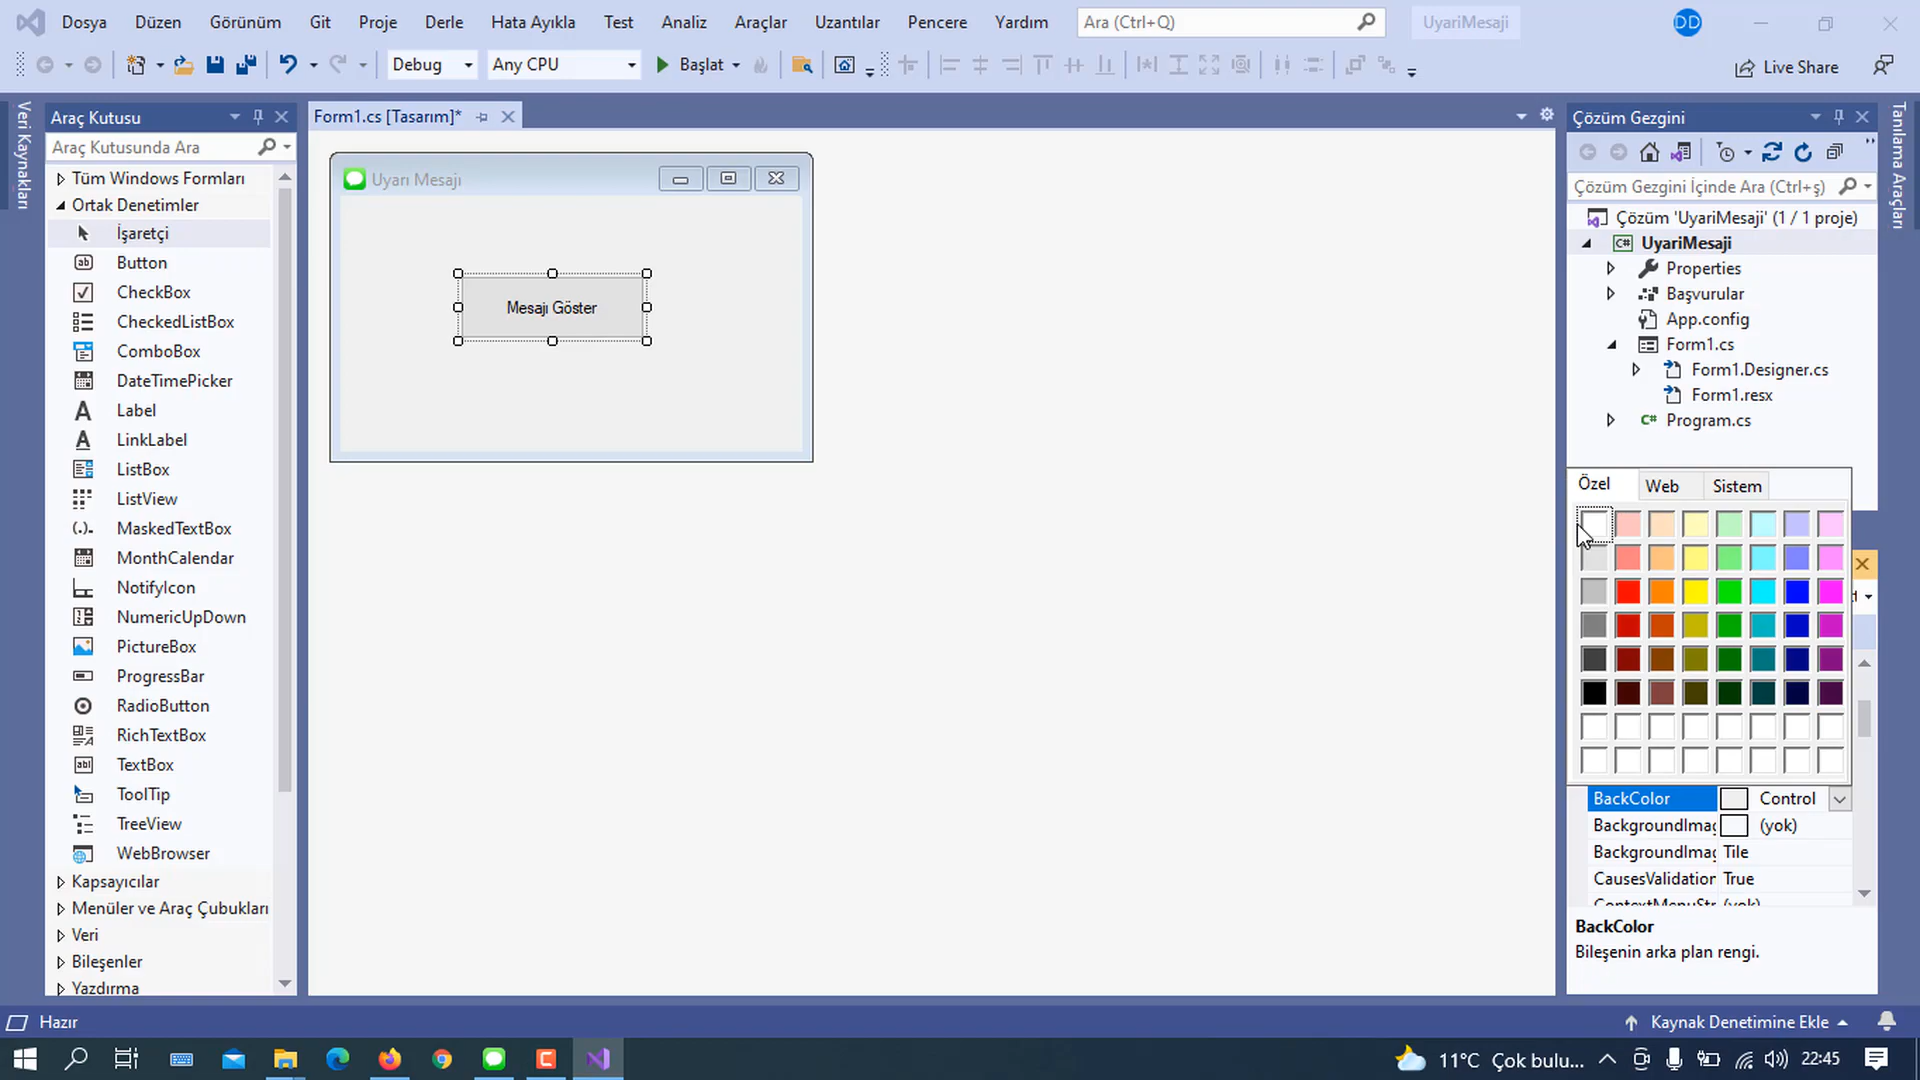 Dosya Düzen Görünüm Git Proje Derle Hata Ayıkla Test Analiz Araçlar Uzantılar Pencere Yardım Ara (Ctrl+Q) UyariMesaji DD
Debug Any CPU Başlat Live Share
Veri Kaynakları
Araç Kutusu
Araç Kutusunda Ara
Tüm Windows Formları
Ortak Denetimler
İşaretçi
Button
CheckBox
CheckedListBox
ComboBox
DateTimePicker
Label
LinkLabel
ListBox
ListView
MaskedTextBox
MonthCalendar
NotifyIcon
NumericUpDown
PictureBox
ProgressBar
RadioButton
RichTextBox
TextBox
ToolTip
TreeView
WebBrowser
Kapsayıcılar
Menüler ve Araç Çubukları
Veri
Bileşenler
Yazdırma
Form1.cs [Tasarım]*
Uyarı Mesajı
Mesajı Göster
Çözüm Gezgini
Çözüm Gezgini İçinde Ara (Ctrl+ş)
Çözüm 'UyariMesaji' (1 / 1 proje)
UyariMesaji
Properties
Başvurular
App.config
Form1.cs
Form1.Designer.cs
Form1.resx
Program.cs
Tanılama Araçları
Özel Web Sistem
BackColor Control
BackgroundImag (yok)
BackgroundImag Tile
CausesValidation True
BackColor
Bileşenin arka plan rengi.
Hazır Kaynak Denetimine Ekle
11°C Çok bulu... 22:45